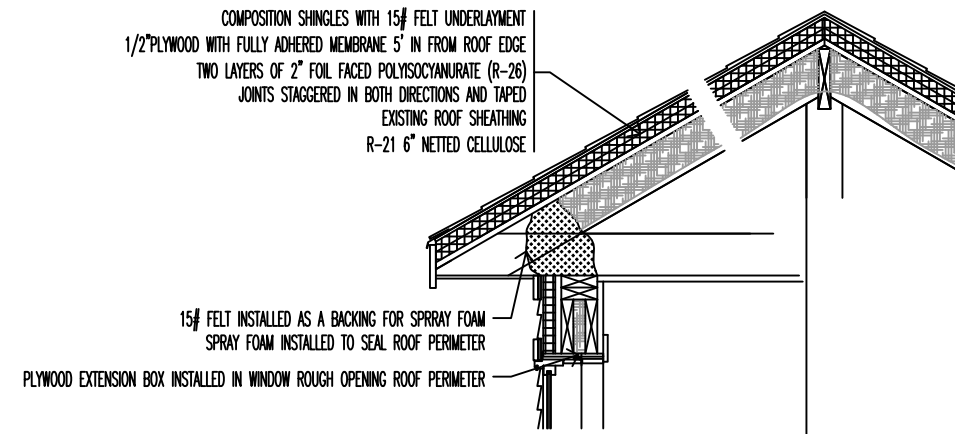 COMPOSITION SHINGLES WITH 15# FELT UNDERLAYMENT
1/2"PLYWOOD WITH FULLY ADHERED MEMBRANE 5' IN FROM ROOF EDGE
TWO LAYERS OF 2" FOIL FACED POLYISOCYANURATE (R-26)
JOINTS STAGGERED IN BOTH DIRECTIONS AND TAPED
EXISTING ROOF SHEATHING
R-21 6" NETTED CELLULOSE
15# FELT INSTALLED AS A BACKING FOR SPRRAY FOAM
SPRAY FOAM INSTALLED TO SEAL ROOF PERIMETER
PLYWOOD EXTENSION BOX INSTALLED IN WINDOW ROUGH OPENING ROOF PERIMETER